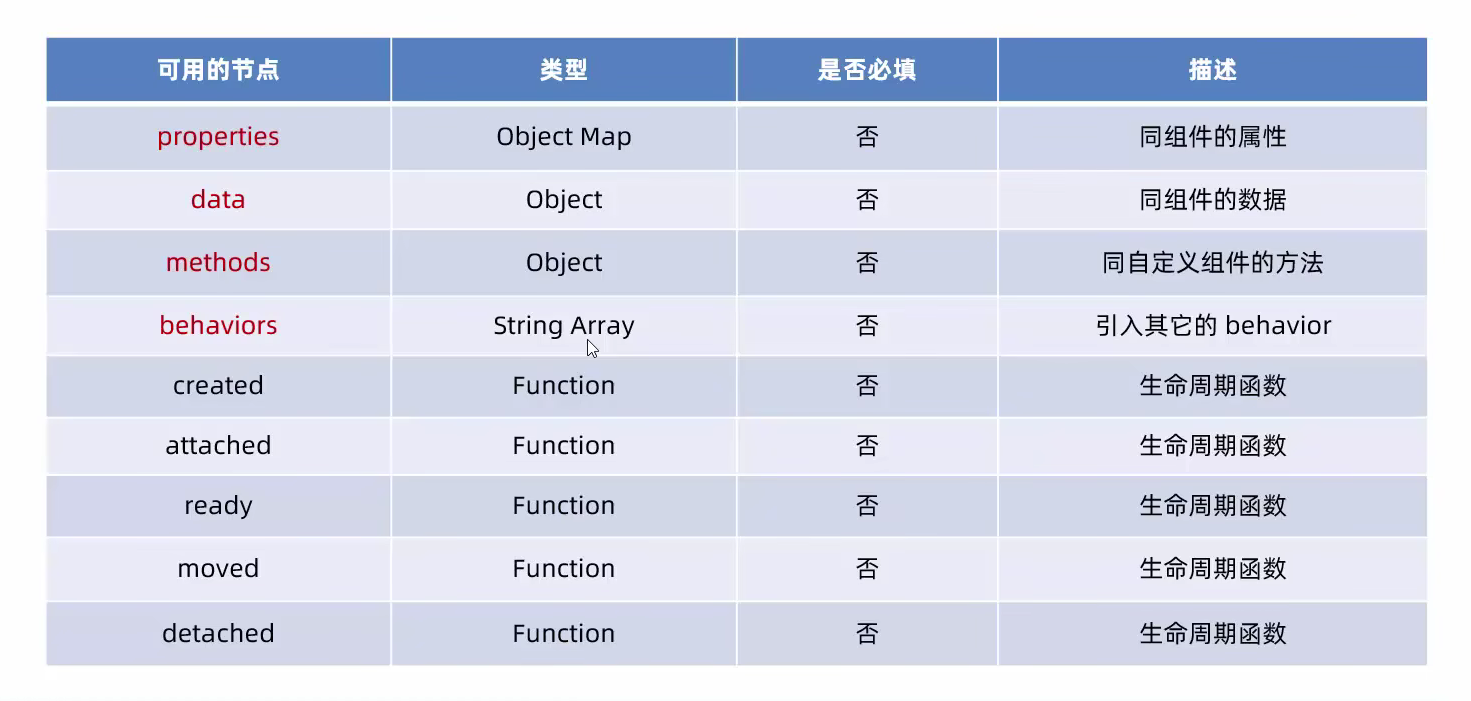 可用的节点 类型 是否必填 描述
properties Object Map 否 同组件的属性
data Object 否 同组件的数据
methods Object 否 同自定义组件的方法
behaviors String Array 否 引入其它的 behavior
created Function 否 生命周期函数
attached Function 否 生命周期函数
ready Function 否 生命周期函数
moved Function 否 生命周期函数
detached Function 否 生命周期函数